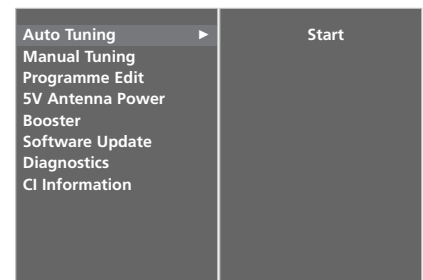 Auto Tuning ► Start
Manual Tuning
Programme Edit
5V Antenna Power
Booster
Software Update
Diagnostics
CI Information